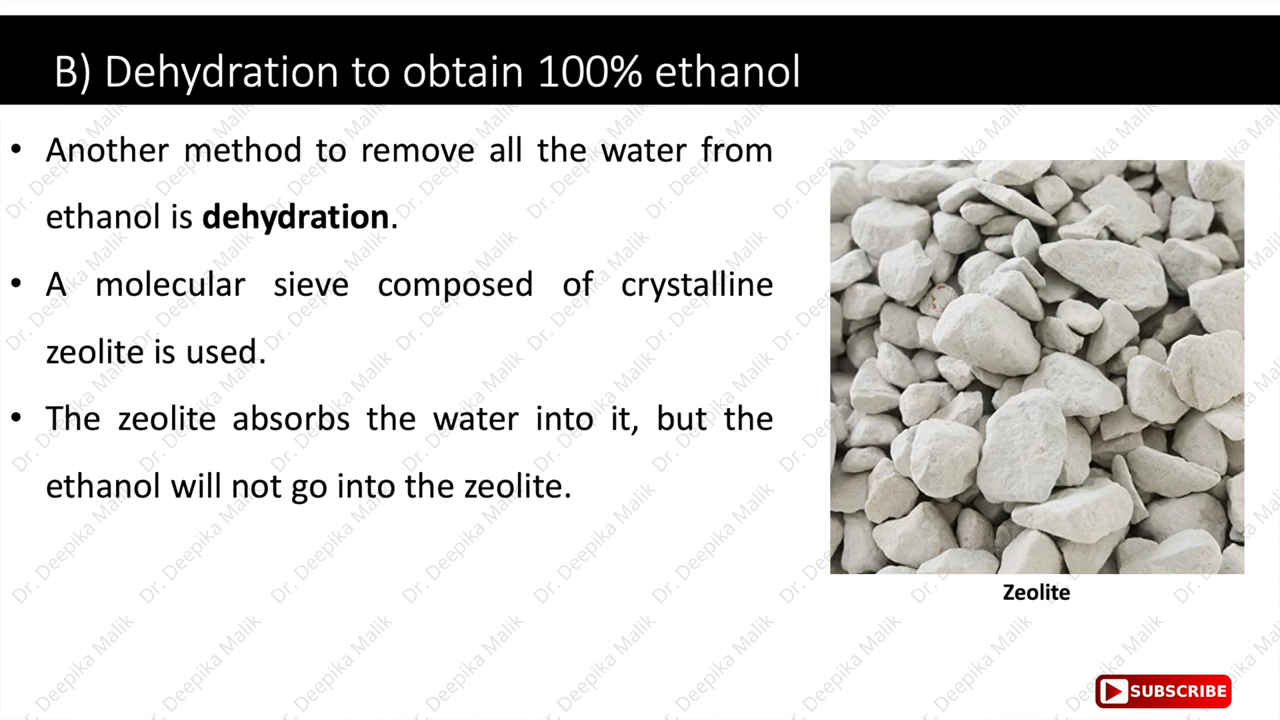 B) Dehydration to obtain 100% ethanol
• Another method to remove all the water from
ethanol is dehydration.
• A molecular sieve composed of crystalline
zeolite is used.
• The zeolite absorbs the water into it, but the
ethanol will not go into the zeolite.
Zeolite
SUBSCRIBE
Dr. Deepika Malik